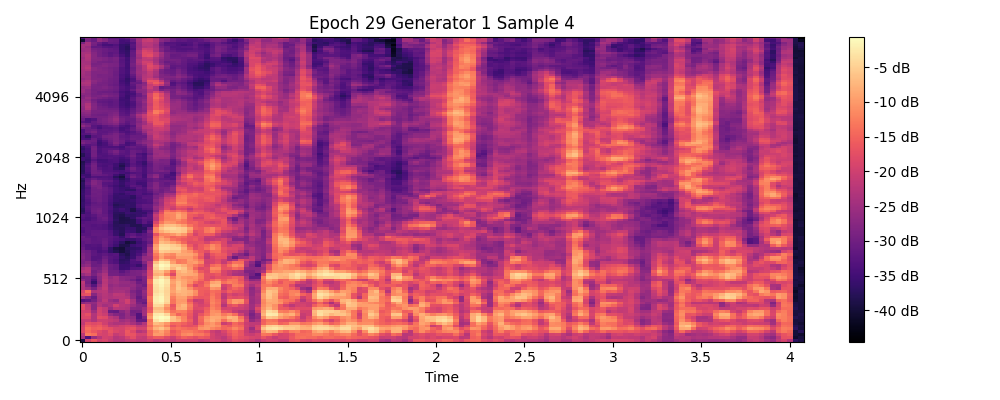 Epoch 29 Generator 1 Sample 4
Hz
4096
2048
1024
512
0
0 0.5 1 1.5 2 2.5 3 3.5 4
Time
-5 dB
-10 dB
-15 dB
-20 dB
-25 dB
-30 dB
-35 dB
-40 dB